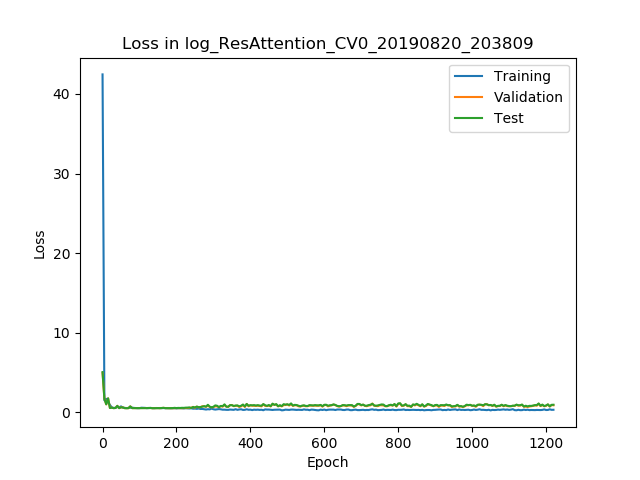 Loss in log_ResAttention_CV0_20190820_203809
Training
Validation
Test
40
30
20
10
0
Loss
0 200 400 600 800 1000 1200
Epoch